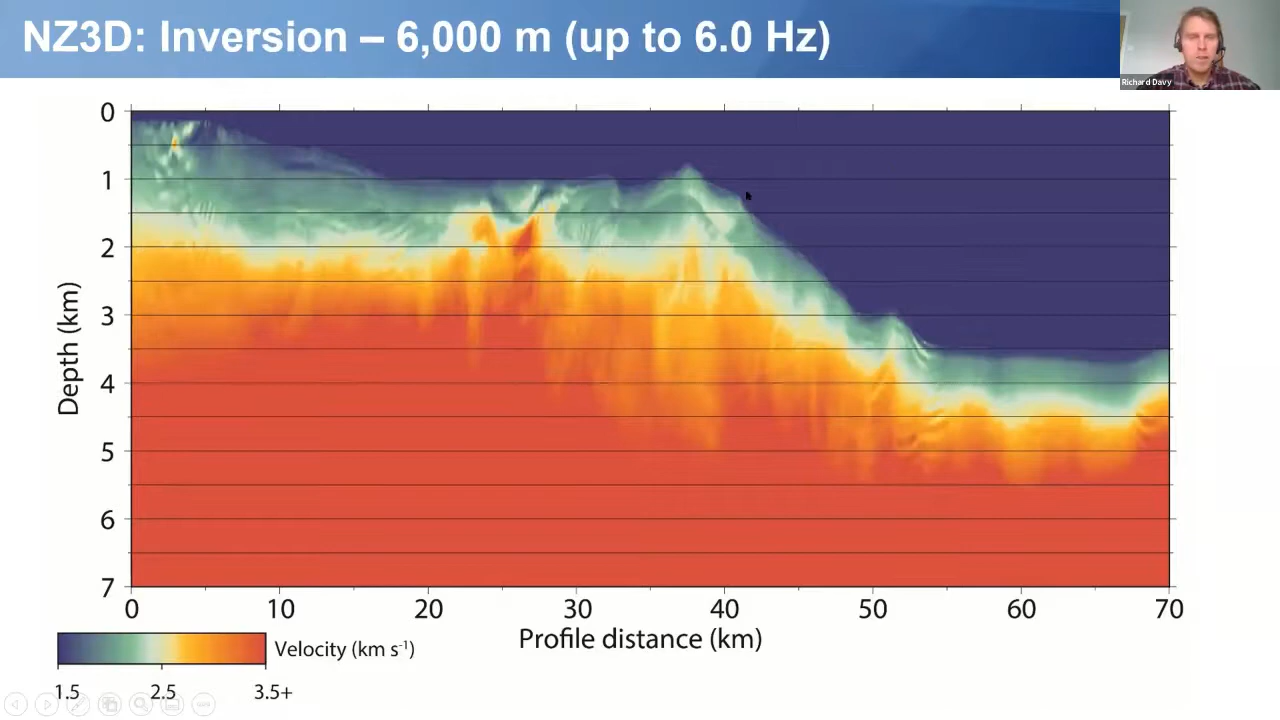 NZ3D: Inversion – 6,000 m (up to 6.0 Hz)
Richard Davy
0
1
2
3
4
5
6
7
Depth (km)
0 10 20 30 40 50 60 70
Profile distance (km)
Velocity (km s⁻¹)
1.5 2.5 3.5+